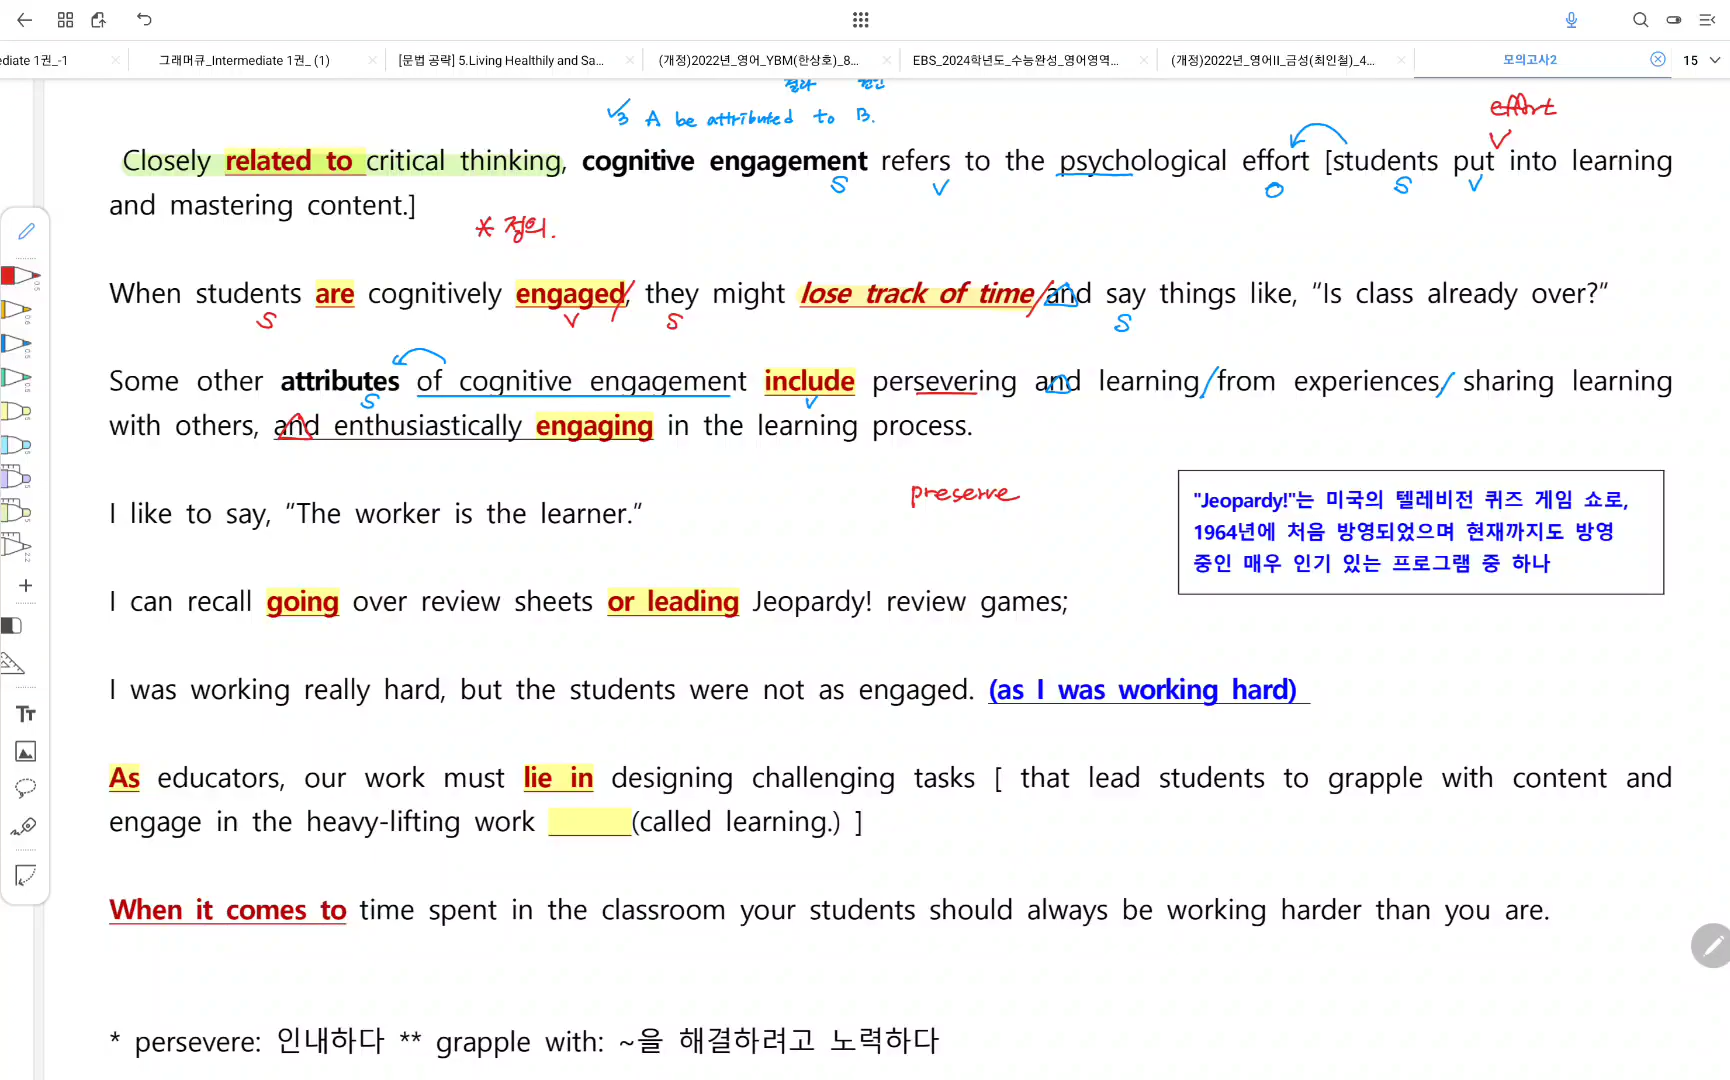 ediate 1권_-1
그래머큐_Intermediate 1권_ (1)
[문법 공략] 5.Living Healthily and Sa...
(개정)2022년_영어_YBM(한상호)_8...
EBS_2024학년도_수능완성_영어영역...
(개정)2022년_영어II_금성(최인철)_4...
모의고사2
15
결과 원인
A be attributed to B.
effort
V
Closely related to critical thinking, cognitive engagement refers to the psychological effort [students put into learning
S V O S V
and mastering content.]
* 정의.
When students are cognitively engaged, they might lose track of time and say things like, “Is class already over?”
S V S S
Some other attributes of cognitive engagement include persevering and learning from experiences, sharing learning
S V
with others, and enthusiastically engaging in the learning process.
preserve
I like to say, “The worker is the learner.”
"Jeopardy!"는 미국의 텔레비전 퀴즈 게임 쇼로,
1964년에 처음 방영되었으며 현재까지도 방영
중인 매우 인기 있는 프로그램 중 하나
I can recall going over review sheets or leading Jeopardy! review games;
I was working really hard, but the students were not as engaged. (as I was working hard)
As educators, our work must lie in designing challenging tasks [ that lead students to grapple with content and
engage in the heavy-lifting work (called learning.) ]
When it comes to time spent in the classroom your students should always be working harder than you are.
* persevere: 인내하다 ** grapple with: ~을 해결하려고 노력하다